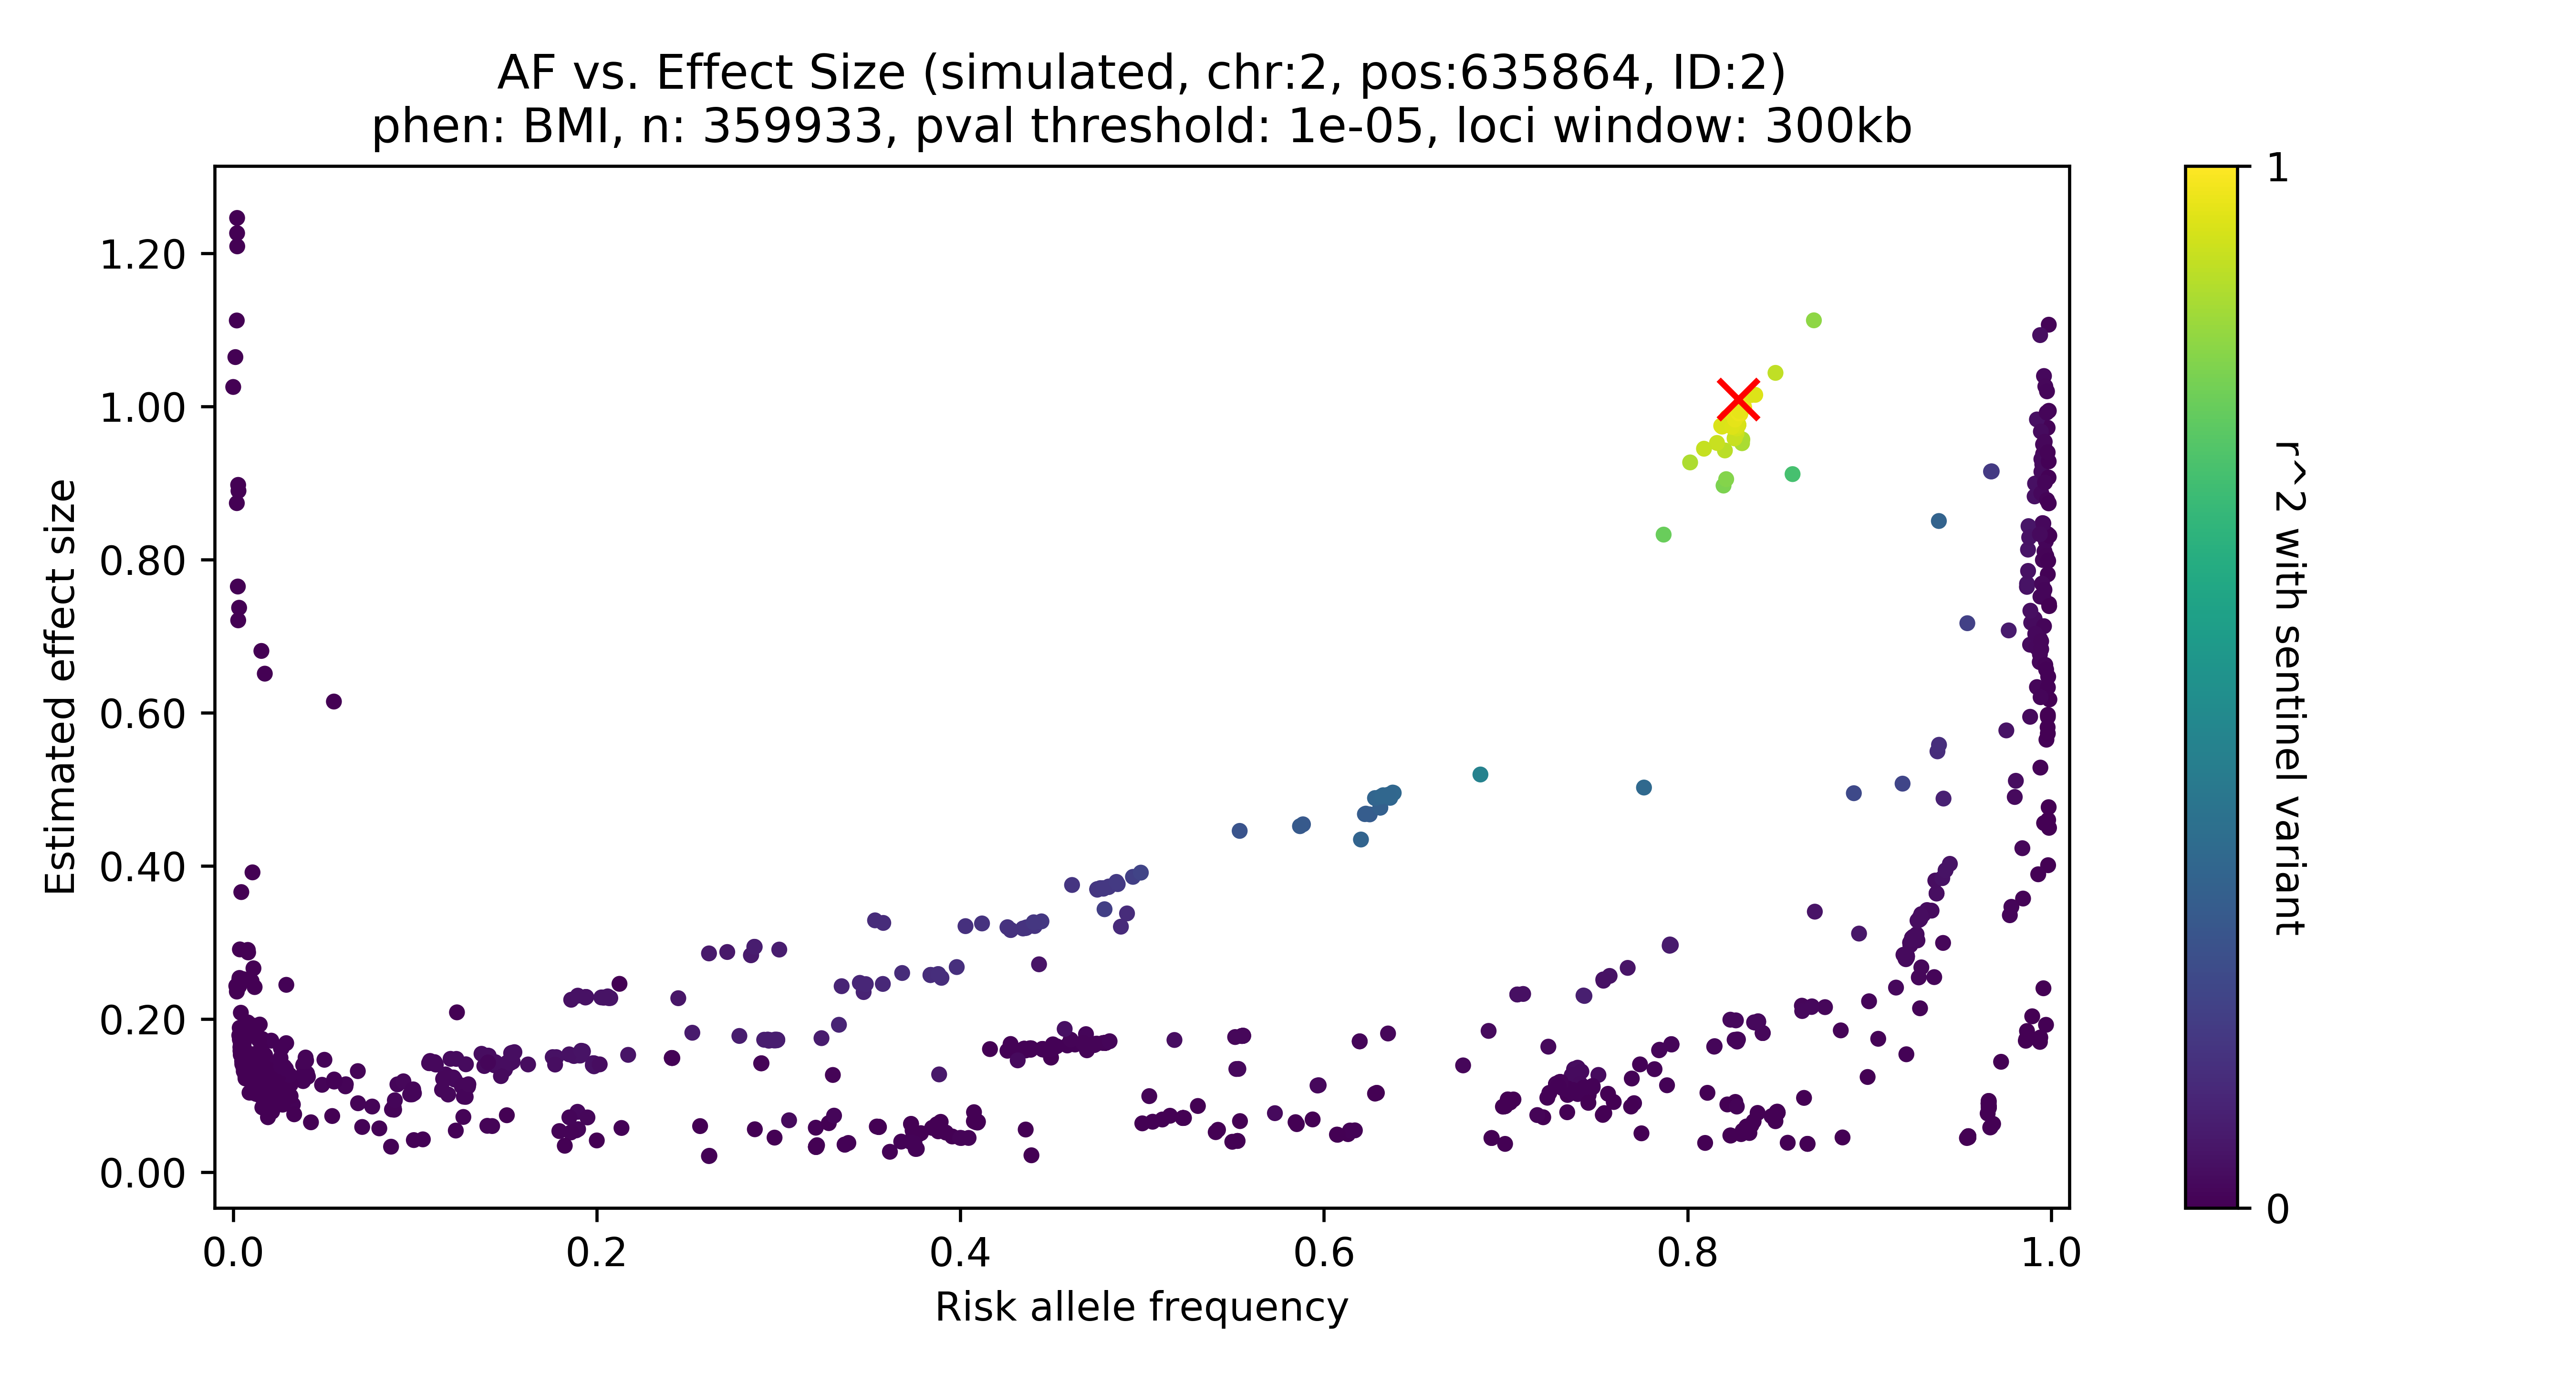 AF vs. Effect Size (simulated, chr:2, pos:635864, ID:2)
phen: BMI, n: 359933, pval threshold: 1e-05, loci window: 300kb
1.20
1.00
0.80
0.60
0.40
0.20
0.00
Estimated effect size
0.0 0.2 0.4 0.6 0.8 1.0
Risk allele frequency
1
0
r^2 with sentinel variant